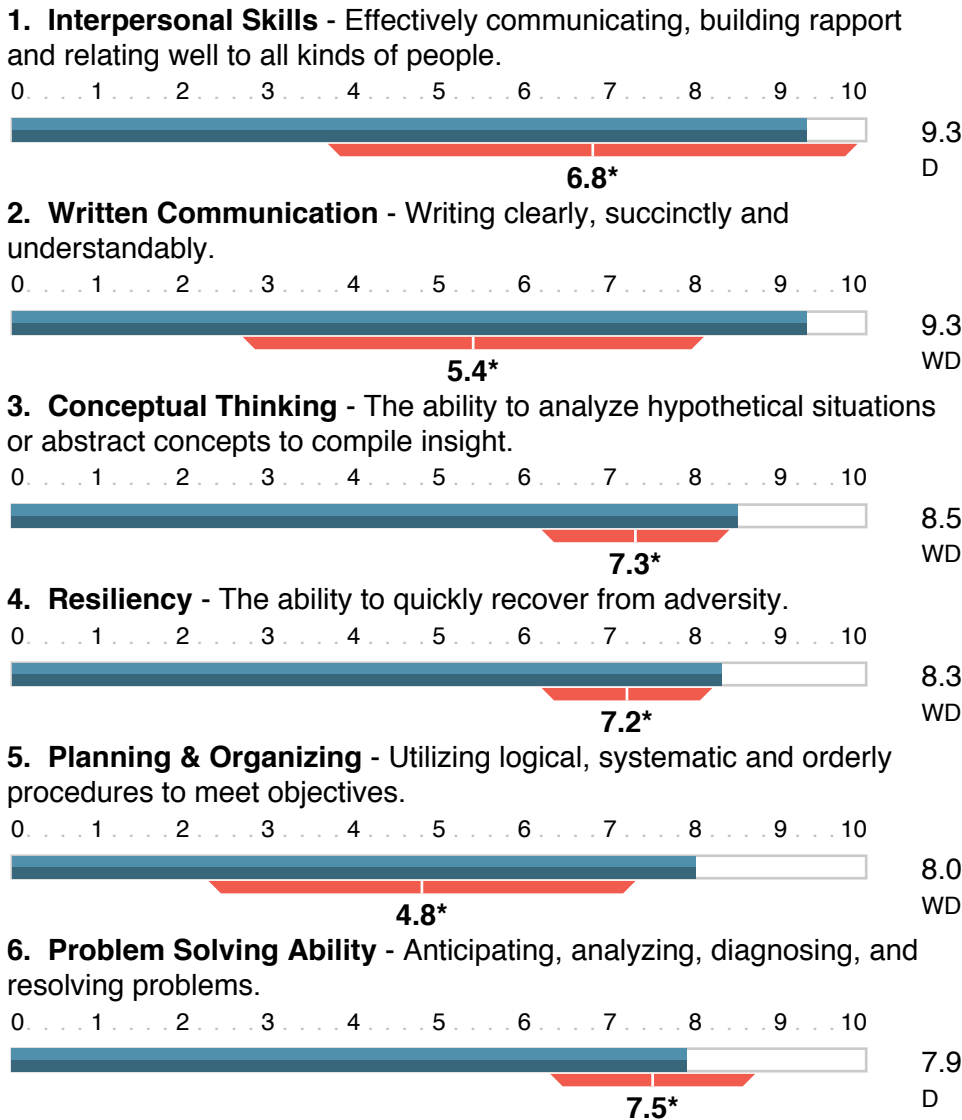 1. Interpersonal Skills - Effectively communicating, building rapport
and relating well to all kinds of people.
0. . . . 1 . . . . 2 . . . . 3 . . . . 4 . . . . 5 . . . . 6 . . . . 7 . . . . 8 . . . . 9 . . . 10
9.3
D
6.8*
2. Written Communication - Writing clearly, succinctly and
understandably.
0. . . . 1 . . . . 2 . . . . 3 . . . . 4 . . . . 5 . . . . 6 . . . . 7 . . . . 8 . . . . 9 . . . 10
9.3
WD
5.4*
3. Conceptual Thinking - The ability to analyze hypothetical situations
or abstract concepts to compile insight.
0. . . . 1 . . . . 2 . . . . 3 . . . . 4 . . . . 5 . . . . 6 . . . . 7 . . . . 8 . . . . 9 . . . 10
8.5
WD
7.3*
4. Resiliency - The ability to quickly recover from adversity.
0. . . . 1 . . . . 2 . . . . 3 . . . . 4 . . . . 5 . . . . 6 . . . . 7 . . . . 8 . . . . 9 . . . 10
8.3
WD
7.2*
5. Planning & Organizing - Utilizing logical, systematic and orderly
procedures to meet objectives.
0. . . . 1 . . . . 2 . . . . 3 . . . . 4 . . . . 5 . . . . 6 . . . . 7 . . . . 8 . . . . 9 . . . 10
8.0
WD
4.8*
6. Problem Solving Ability - Anticipating, analyzing, diagnosing, and
resolving problems.
0. . . . 1 . . . . 2 . . . . 3 . . . . 4 . . . . 5 . . . . 6 . . . . 7 . . . . 8 . . . . 9 . . . 10
7.9
D
7.5*